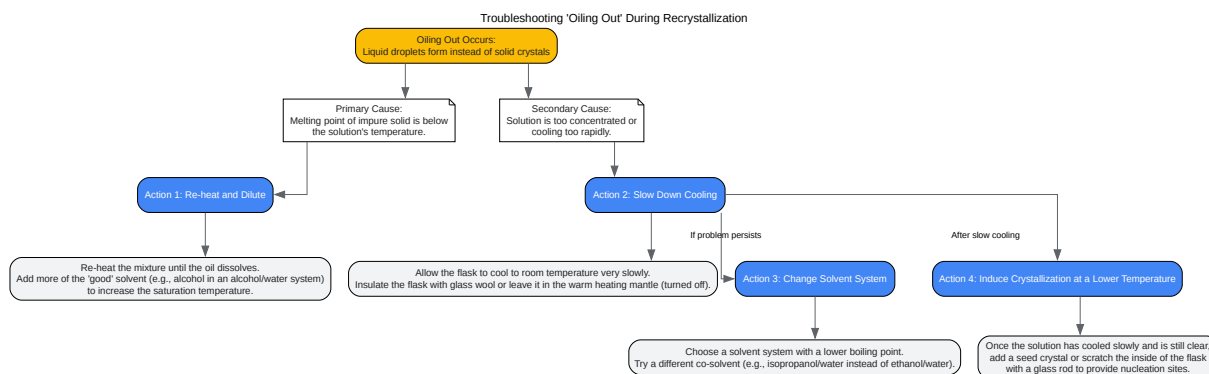 Troubleshooting 'Oiling Out' During Recrystallization
Oiling Out Occurs:
Liquid droplets form instead of solid crystals
Primary Cause:
Melting point of impure solid is below
the solution's temperature.
Secondary Cause:
Solution is too concentrated or
cooling too rapidly.
Action 1: Re-heat and Dilute
Action 2: Slow Down Cooling
If problem persists
After slow cooling
Re-heat the mixture until the oil dissolves.
Add more of the 'good' solvent (e.g., alcohol in an alcohol/water system)
to increase the saturation temperature.
Allow the flask to cool to room temperature very slowly.
Insulate the flask with glass wool or leave it in the warm heating mantle (turned off).
Action 3: Change Solvent System
Action 4: Induce Crystallization at a Lower Temperature
Choose a solvent system with a lower boiling point.
Try a different co-solvent (e.g., isopropanol/water instead of ethanol/water).
Once the solution has cooled slowly and is still clear,
add a seed crystal or scratch the inside of the flask
with a glass rod to provide nucleation sites.